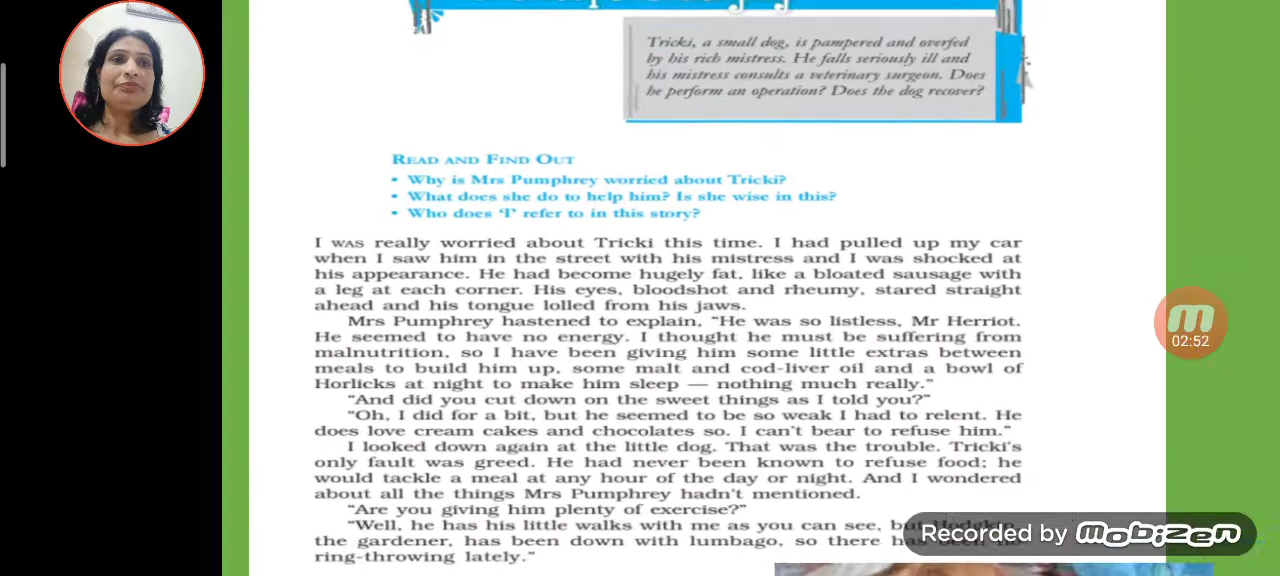 Tricki, a small dog, is pampered and overfed
by his rich mistress. He falls seriously ill and
his mistress consults a veterinary surgeon. Does
he perform an operation? Does the dog recover?
READ AND FIND OUT
• Why is Mrs Pumphrey worried about Tricki?
• What does she do to help him? Is she wise in this?
• Who does ‘I’ refer to in this story?
I WAS really worried about Tricki this time. I had pulled up my car
when I saw him in the street with his mistress and I was shocked at
his appearance. He had become hugely fat, like a bloated sausage with
a leg at each corner. His eyes, bloodshot and rheumy, stared straight
ahead and his tongue lolled from his jaws.
Mrs Pumphrey hastened to explain, “He was so listless, Mr Herriot.
He seemed to have no energy. I thought he must be suffering from
malnutrition, so I have been giving him some little extras between
meals to build him up, some malt and cod-liver oil and a bowl of
Horlicks at night to make him sleep — nothing much really.”
“And did you cut down on the sweet things as I told you?”
“Oh, I did for a bit, but he seemed to be so weak I had to relent. He
does love cream cakes and chocolates so. I can’t bear to refuse him.”
I looked down again at the little dog. That was the trouble. Tricki’s
only fault was greed. He had never been known to refuse food; he
would tackle a meal at any hour of the day or night. And I wondered
about all the things Mrs Pumphrey hadn’t mentioned.
“Are you giving him plenty of exercise?”
“Well, he has his little walks with me as you can see, but
the gardener, has been down with lumbago, so there
ring-throwing lately.”
02:52
Recorded by mobizen